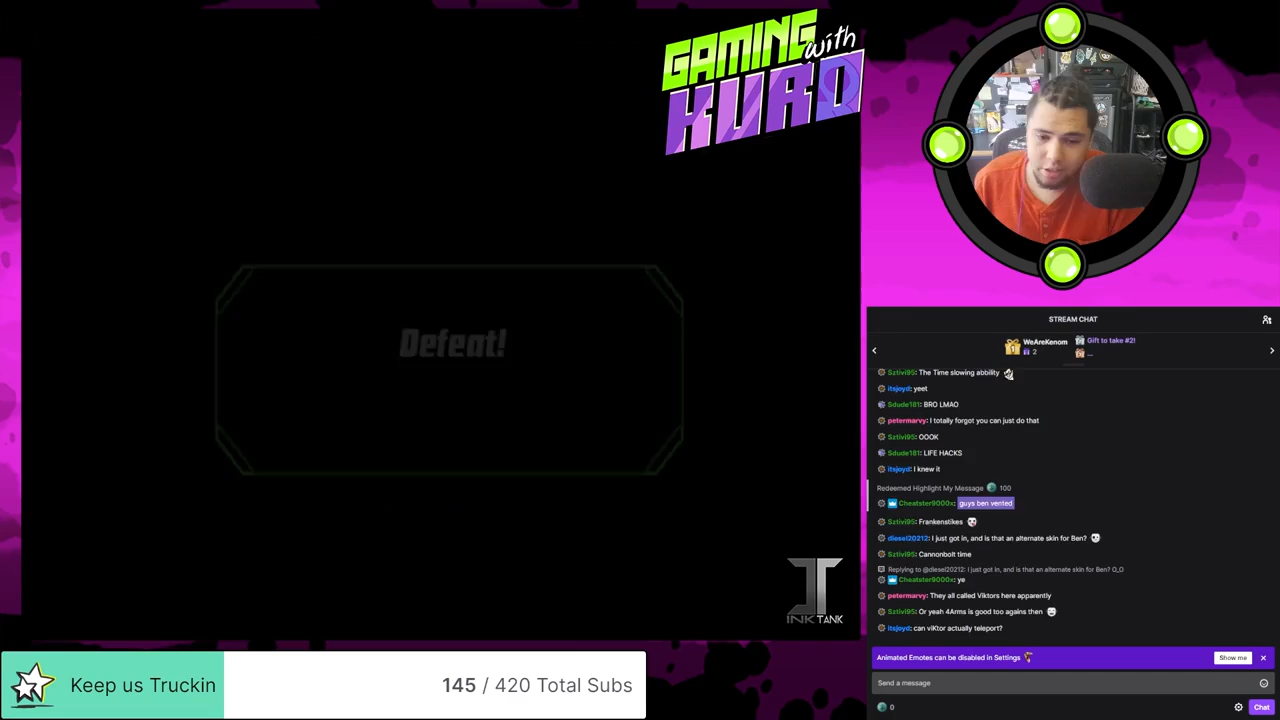 GAMING with
KURO
Defeat!
INKTANK
Keep us Truckin
145 / 420 Total Subs
STREAM CHAT
WeAreKenom
2
Gift to take #2!
...
Sztivi95: The Time slowing abbility
itsjoyd: yeet
Sdude181: BRO LMAO
petermarvy: I totally forgot you can just do that
Sztivi95: OOOK
Sdude181: LIFE HACKS
itsjoyd: I knew it
Redeemed Highlight My Message 100
Cheatster9000x: guys ben vented
Sztivi95: Frankenstikes
diesel20212: I just got in, and is that an alternate skin for Ben?
Sztivi95: Cannonbolt time
Replying to @diesel20212: I just got in, and is that an alternate skin for Ben? O_O
Cheatster9000x: ye
petermarvy: They all called Viktors here apparently
Sztivi95: Or yeah 4Arms is good too agains then
itsjoyd: can viKtor actually teleport?
Animated Emotes can be disabled in Settings
Show me
Send a message
0
Chat